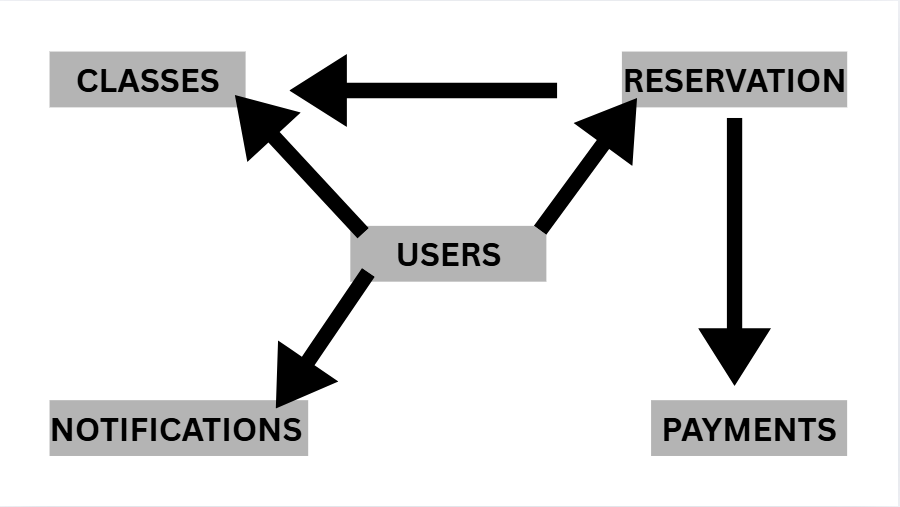 CLASSES
RESERVATION
USERS
NOTIFICATIONS
PAYMENTS